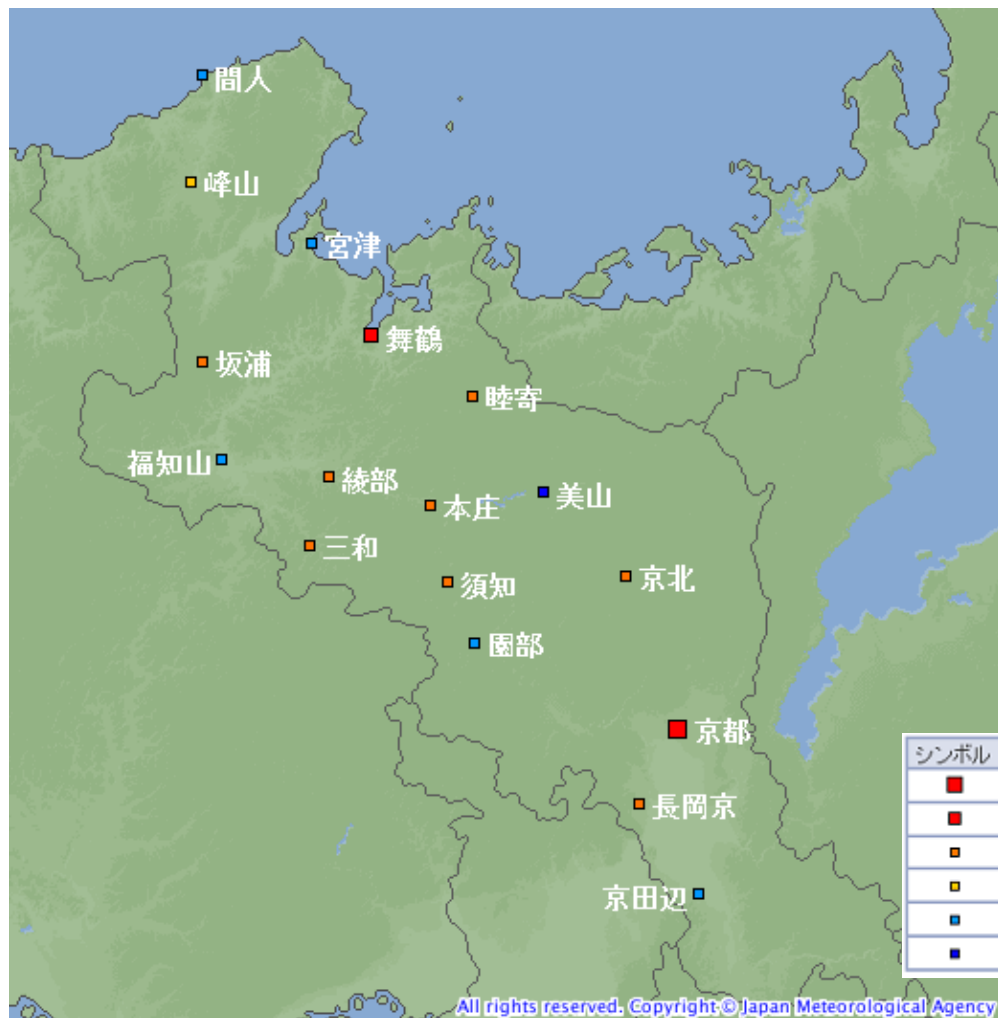 間人
峰山
宮津
舞鶴
坂浦
睦寄
福知山
綾部
美山
本庄
三和
須知
京北
園部
京都
シンボル
長岡京
京田辺
All rights reserved. Copyright © Japan Meteorological Agency